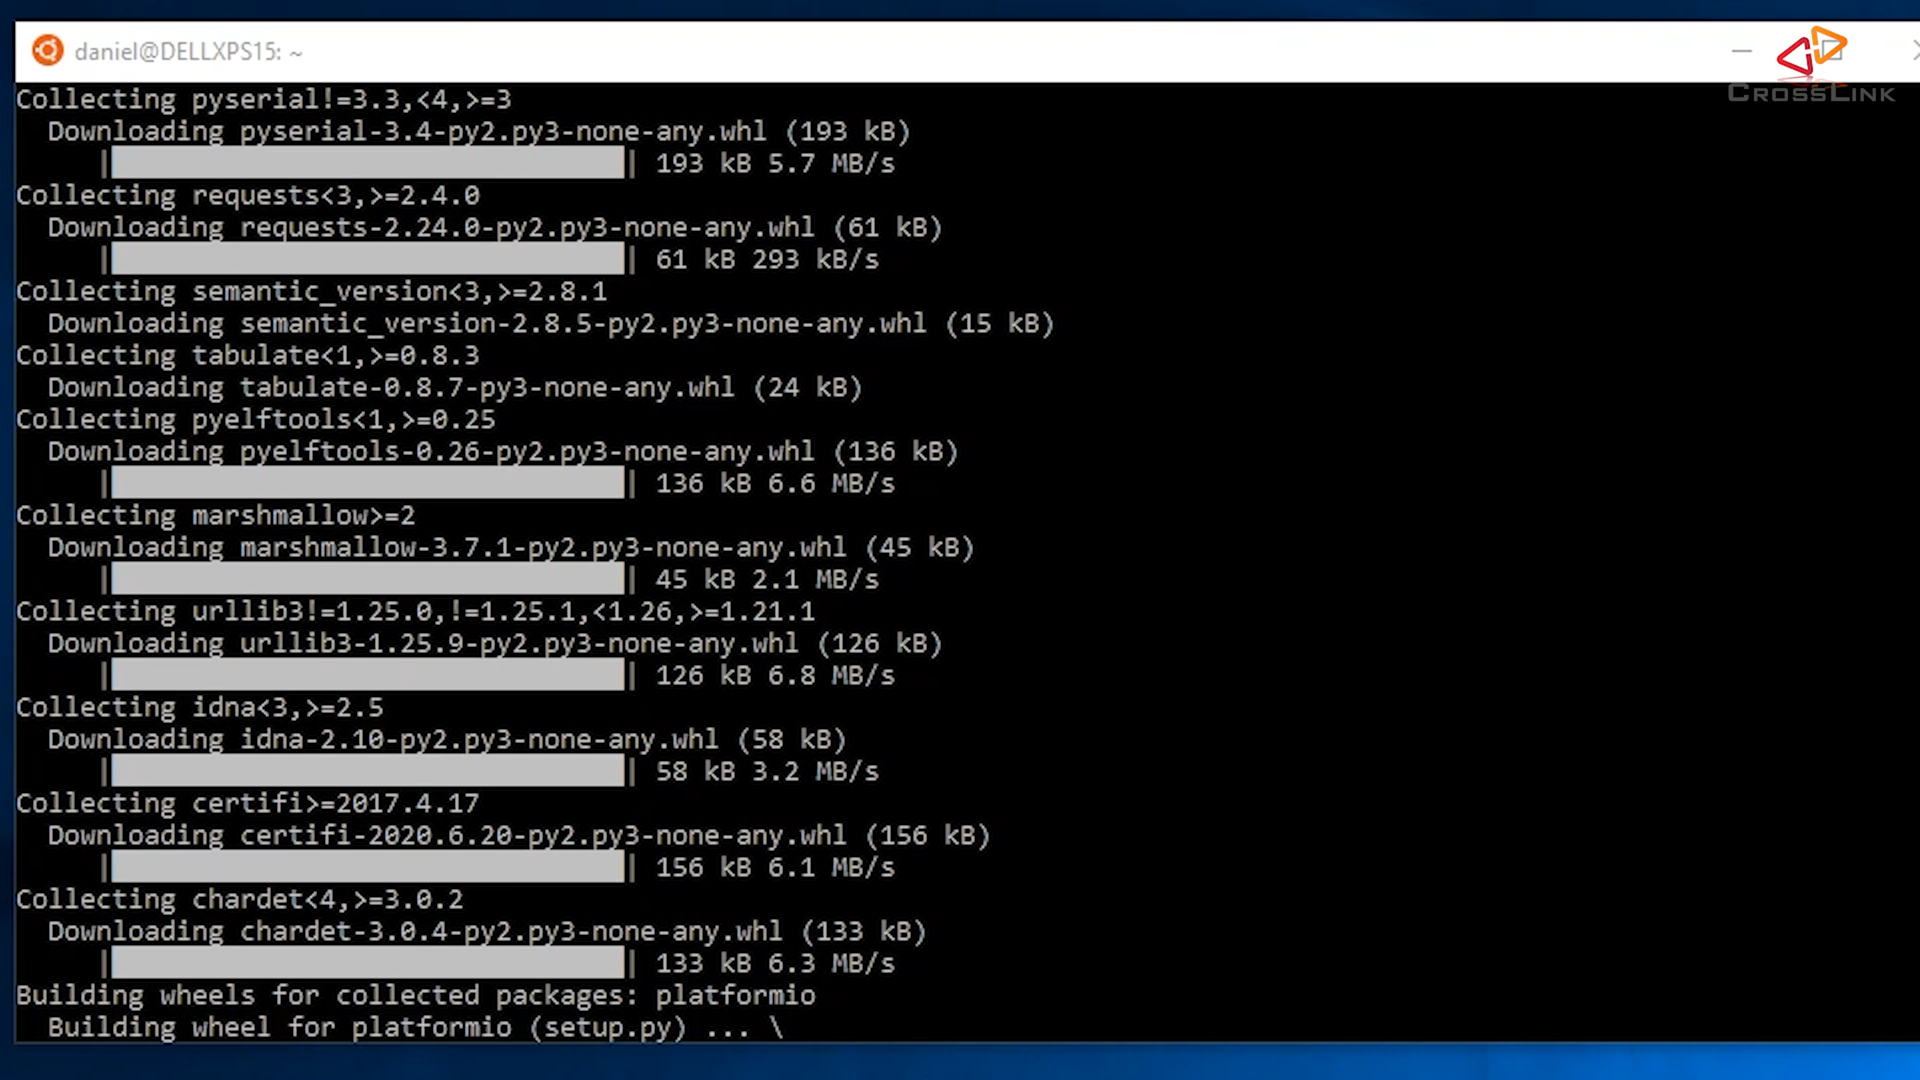 daniel@DELLXPS15: ~
CROSSLINK
Collecting pyserial!=3.3,<4,>=3
  Downloading pyserial-3.4-py2.py3-none-any.whl (193 kB)
     | | 193 kB 5.7 MB/s
Collecting requests<3,>=2.4.0
  Downloading requests-2.24.0-py2.py3-none-any.whl (61 kB)
     | | 61 kB 293 kB/s
Collecting semantic_version<3,>=2.8.1
  Downloading semantic_version-2.8.5-py2.py3-none-any.whl (15 kB)
Collecting tabulate<1,>=0.8.3
  Downloading tabulate-0.8.7-py3-none-any.whl (24 kB)
Collecting pyelftools<1,>=0.25
  Downloading pyelftools-0.26-py2.py3-none-any.whl (136 kB)
     | | 136 kB 6.6 MB/s
Collecting marshmallow>=2
  Downloading marshmallow-3.7.1-py2.py3-none-any.whl (45 kB)
     | | 45 kB 2.1 MB/s
Collecting urllib3!=1.25.0,!=1.25.1,<1.26,>=1.21.1
  Downloading urllib3-1.25.9-py2.py3-none-any.whl (126 kB)
     | | 126 kB 6.8 MB/s
Collecting idna<3,>=2.5
  Downloading idna-2.10-py2.py3-none-any.whl (58 kB)
     | | 58 kB 3.2 MB/s
Collecting certifi>=2017.4.17
  Downloading certifi-2020.6.20-py2.py3-none-any.whl (156 kB)
     | | 156 kB 6.1 MB/s
Collecting chardet<4,>=3.0.2
  Downloading chardet-3.0.4-py2.py3-none-any.whl (133 kB)
     | | 133 kB 6.3 MB/s
Building wheels for collected packages: platformio
  Building wheel for platformio (setup.py) ... \